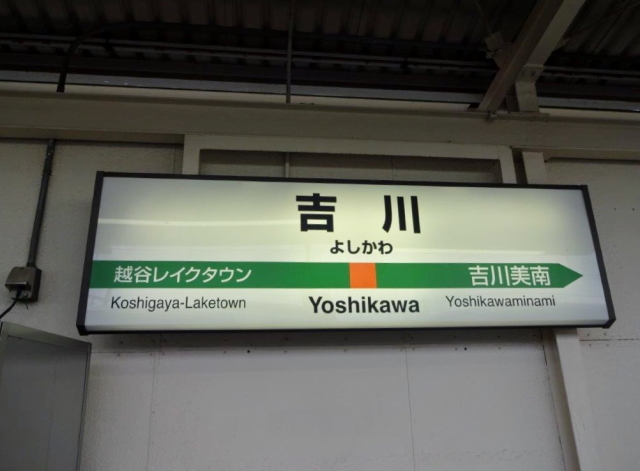 吉川
よしかわ
越谷レイクタウン 吉川美南
Koshigaya-Laketown Yoshikawa Yoshikawaminami